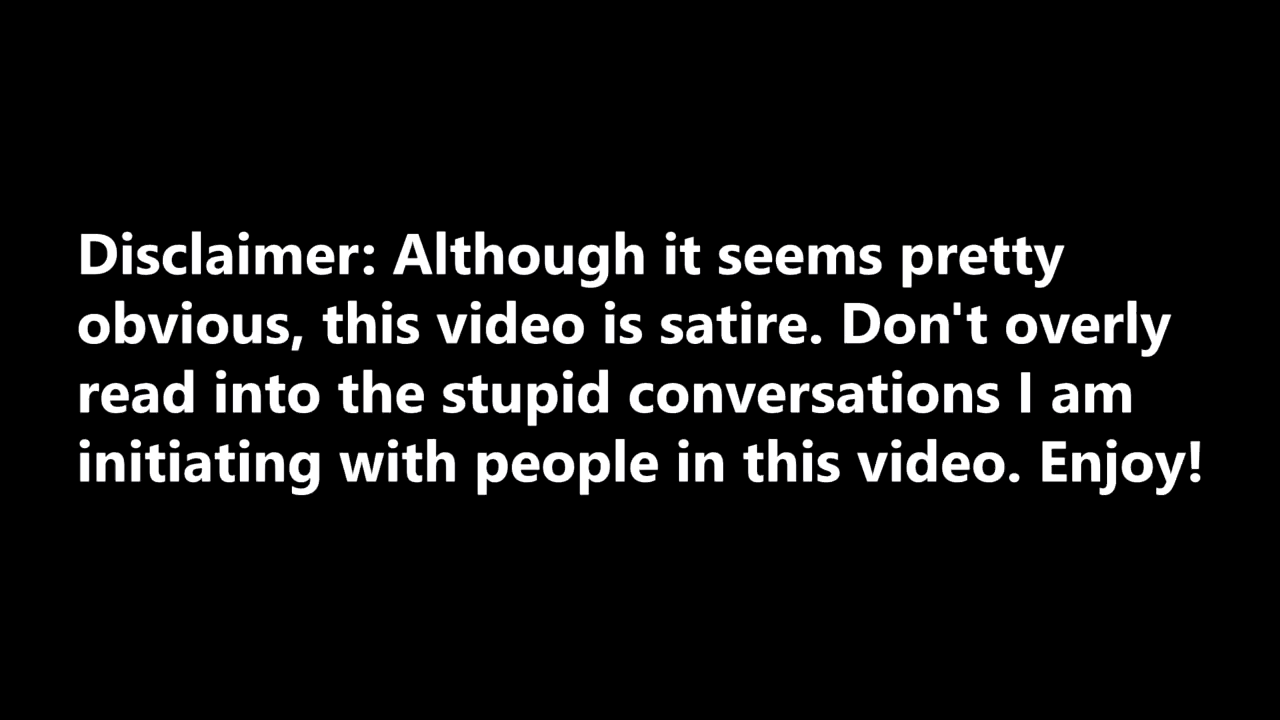 Disclaimer: Although it seems pretty
obvious, this video is satire. Don't overly
read into the stupid conversations I am
initiating with people in this video. Enjoy!